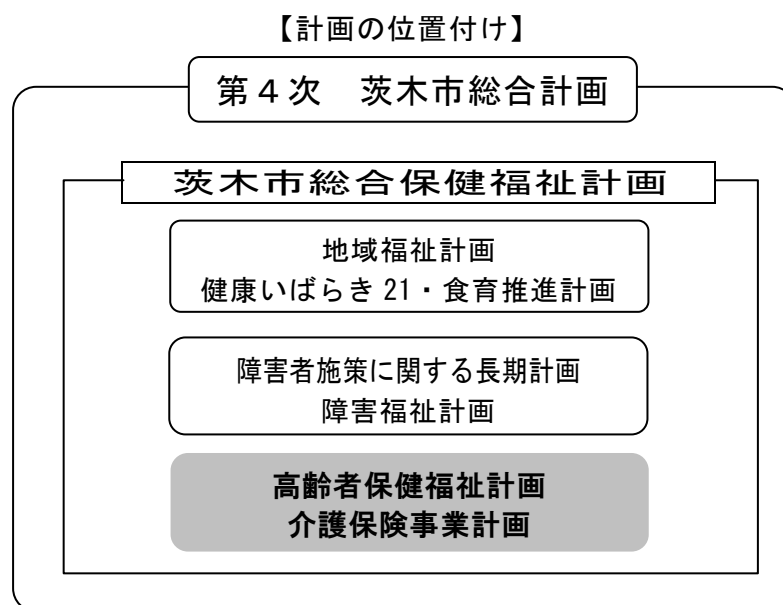 【計画の位置付け】
第４次　茨木市総合計画
茨木市総合保健福祉計画
地域福祉計画
健康いばらき 21・食育推進計画
障害者施策に関する長期計画
障害福祉計画
高齢者保健福祉計画
介護保険事業計画